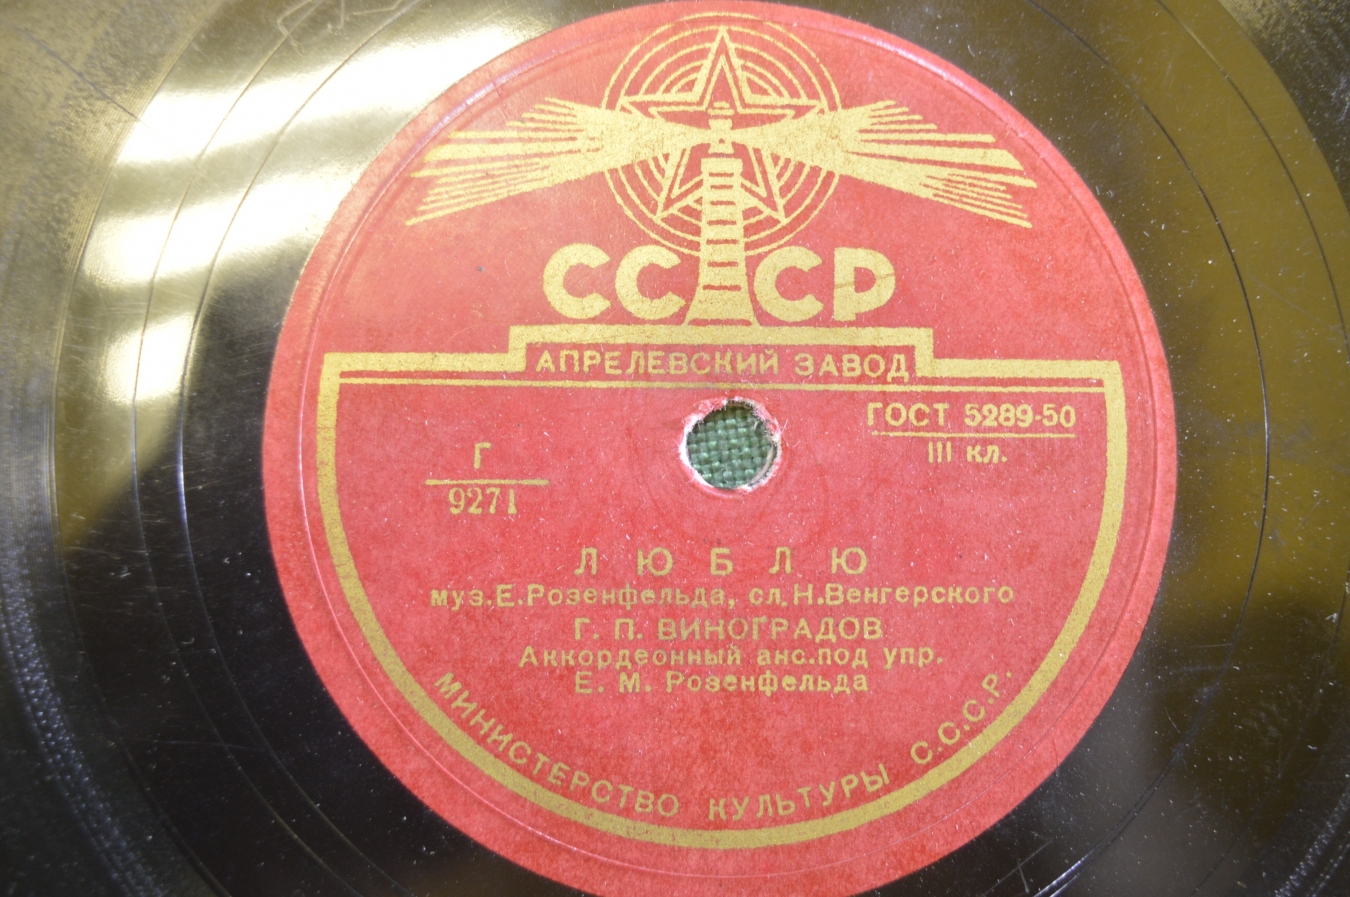 СССР
АПРЕЛЕВСКИЙ ЗАВОД
ГОСТ 5289-50
III кл.
Г
9271
ЛЮБЛЮ
муз.Е.Розенфельда, сл.Н.Венгерского
Г. П. ВИНОГРАДОВ
Аккордеонный анс.под упр.
Е. М. Розенфельда
МИНИСТЕРСТВО КУЛЬТУРЫ С.С.С.Р.